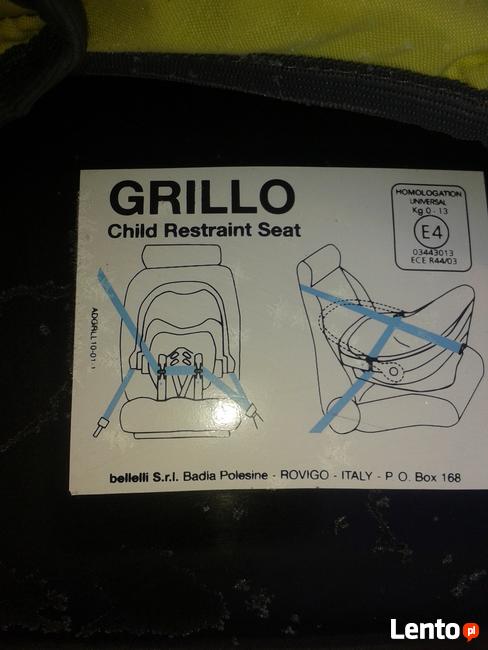 GRILLO
Child Restraint Seat
HOMOLOGATION
UNIVERSAL
Kg 0 - 13
E4
03443013
ECE R44/03
bellelli S.r.l. Badia Polesine - ROVIGO - ITALY - P O. Box 168
Lento pl